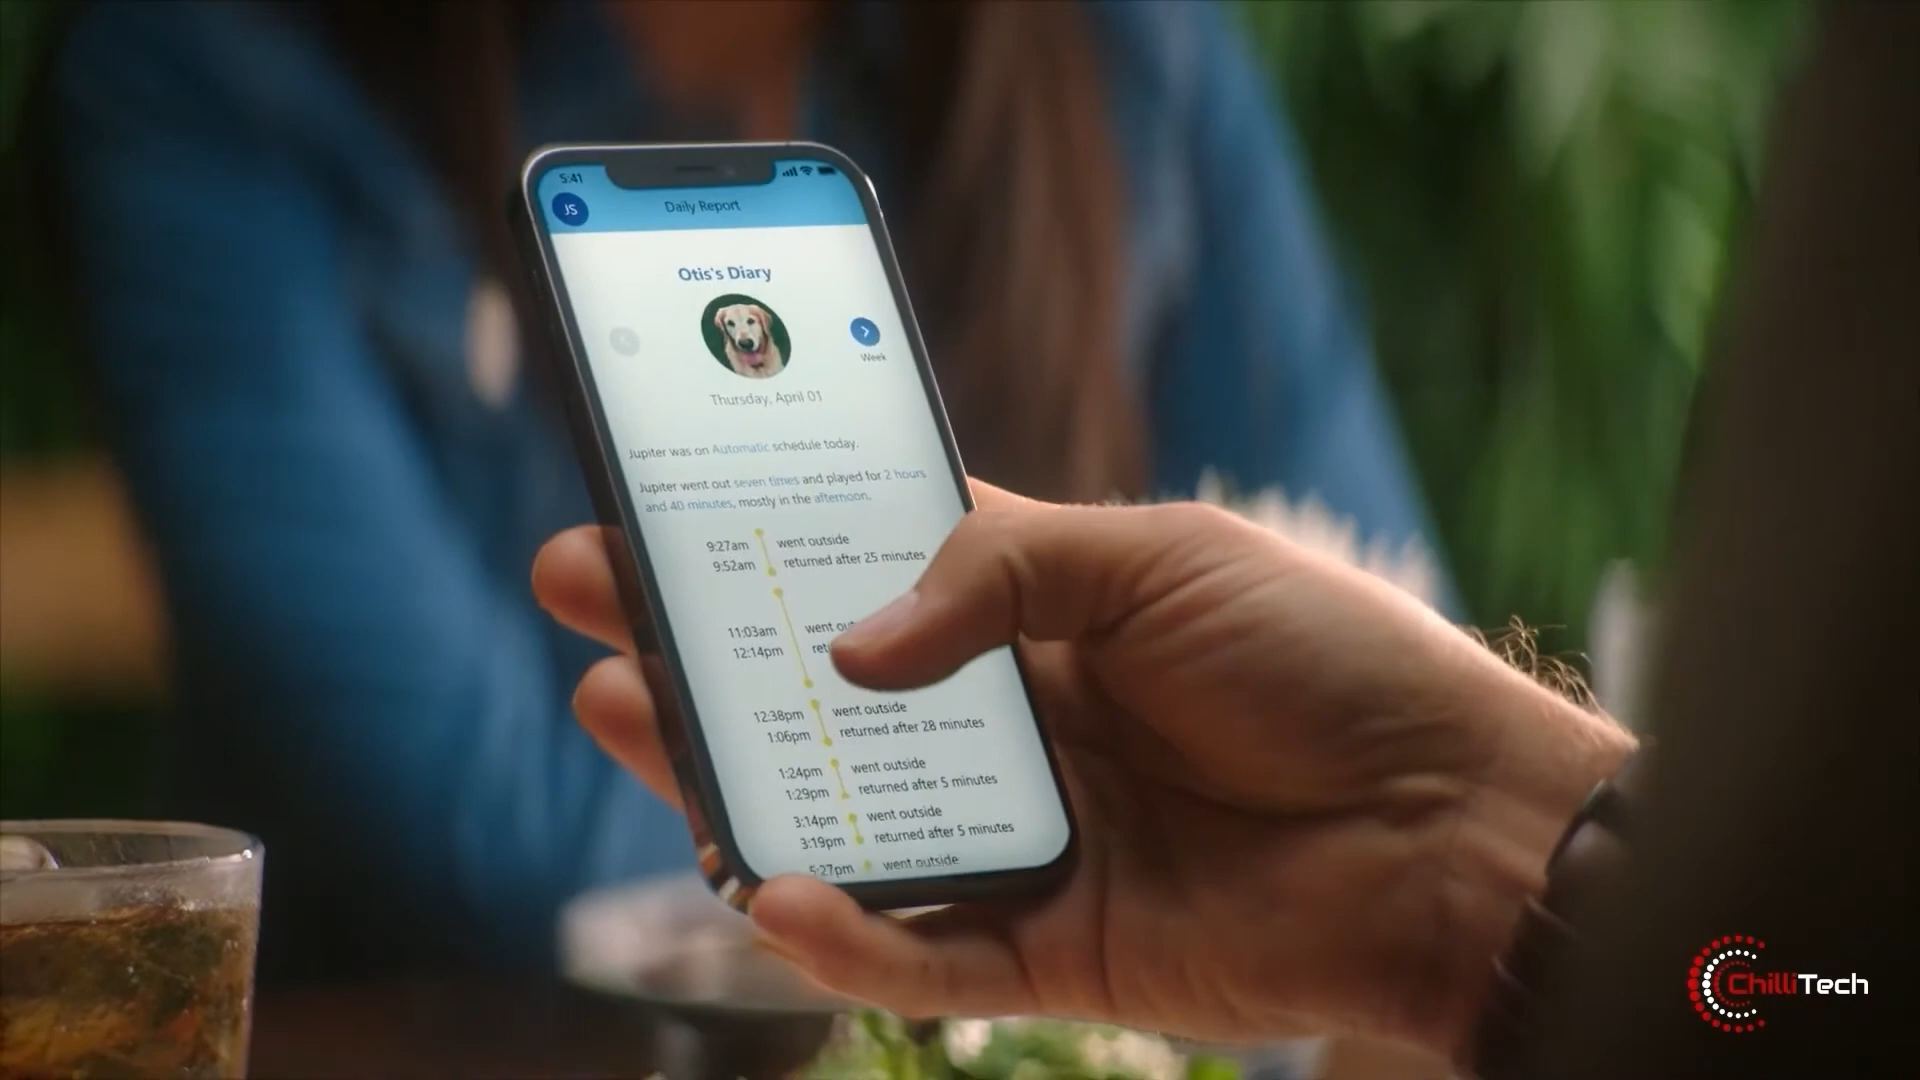 5:41
JS
Daily Report
Otis's Diary
Week
Thursday, April 01
Jupiter was on Automatic schedule today.
Jupiter went out seven times and played for 2 hours
and 40 minutes, mostly in the afternoon.
9:27am went outside
9:52am returned after 25 minutes
11:03am went
12:14pm
12:38pm went outside
1:06pm returned after 28 minutes
1:24pm went outside
1:29pm returned after 5 minutes
3:14pm went outside
3:19pm returned after 5 minutes
5:27pm went outside
ChilliTech